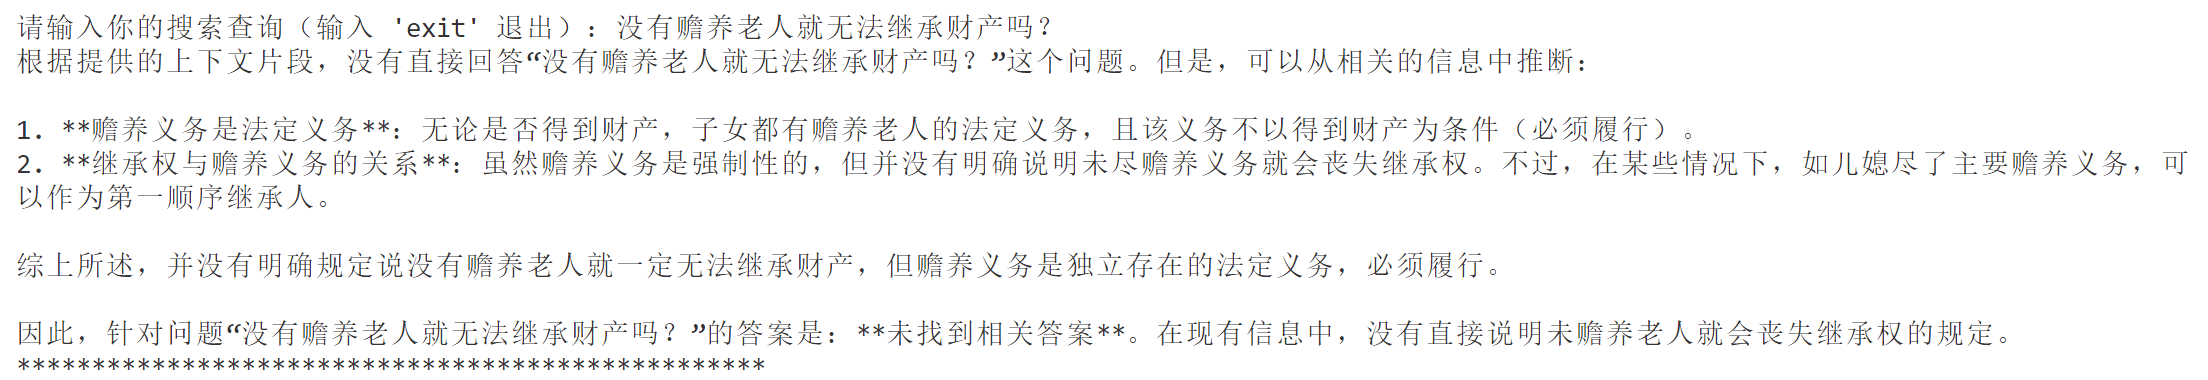 请输入你的搜索查询（输入 'exit' 退出）：没有赡养老人就无法继承财产吗？
根据提供的上下文片段，没有直接回答“没有赡养老人就无法继承财产吗？”这个问题。但是，可以从相关的信息中推断：
1. **赡养义务是法定义务**：无论是否得到财产，子女都有赡养老人的法定义务，且该义务不以得到财产为条件（必须履行）。
2. **继承权与赡养义务的关系**：虽然赡养义务是强制性的，但并没有明确说明未尽赡养义务就会丧失继承权。不过，在某些情况下，如儿媳尽了主要赡养义务，可
以作为第一顺序继承人。
综上所述，并没有明确规定说没有赡养老人就一定无法继承财产，但赡养义务是独立存在的法定义务，必须履行。
因此，针对问题“没有赡养老人就无法继承财产吗？”的答案是：**未找到相关答案**。在现有信息中，没有直接说明未赡养老人就会丧失继承权的规定。
**************************************************